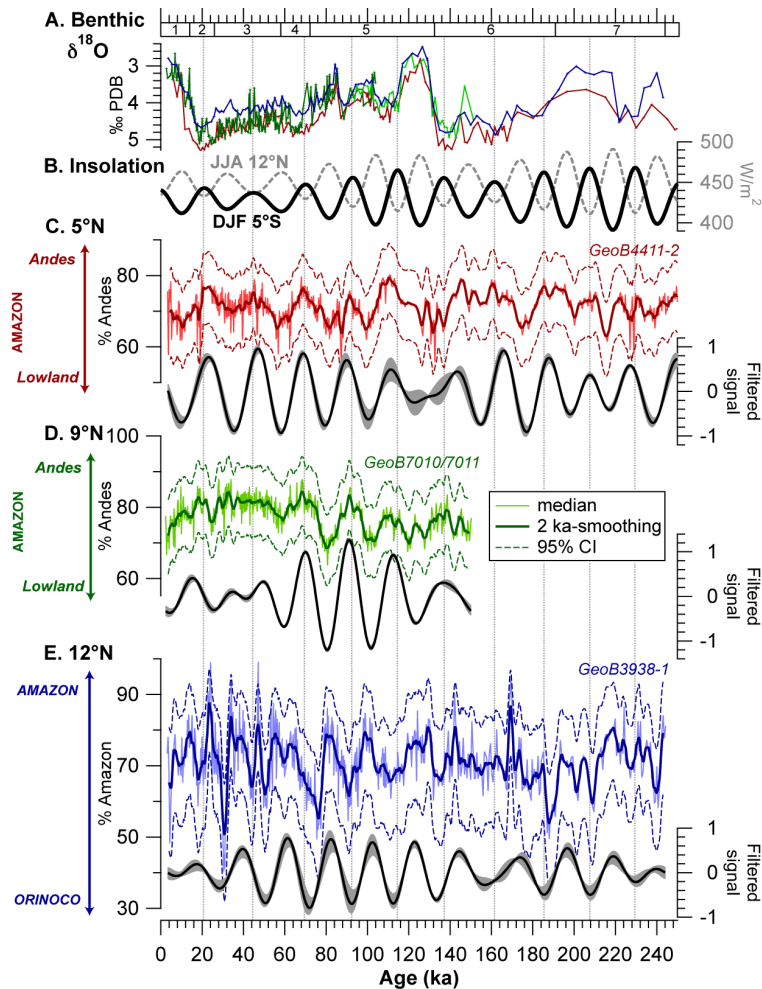 A. Benthic
δ18O
1 2 3 4 5 6 7
‰ PDB
3
4
5
B. Insolation
JJA 12°N
DJF 5°S
500
450
400
W/m2
C. 5°N
Andes
AMAZON
Lowland
% Andes
80
60
GeoB4411-2
1
0
-1
Filtered
signal
D. 9°N
Andes
AMAZON
Lowland
% Andes
100
80
60
GeoB7010/7011
median
2 ka-smoothing
95% CI
1
0
-1
Filtered
signal
E. 12°N
AMAZON
ORINOCO
% Amazon
90
70
50
30
GeoB3938-1
1
0
-1
Filtered
signal
0 20 40 60 80 100 120 140 160 180 200 220 240
Age (ka)